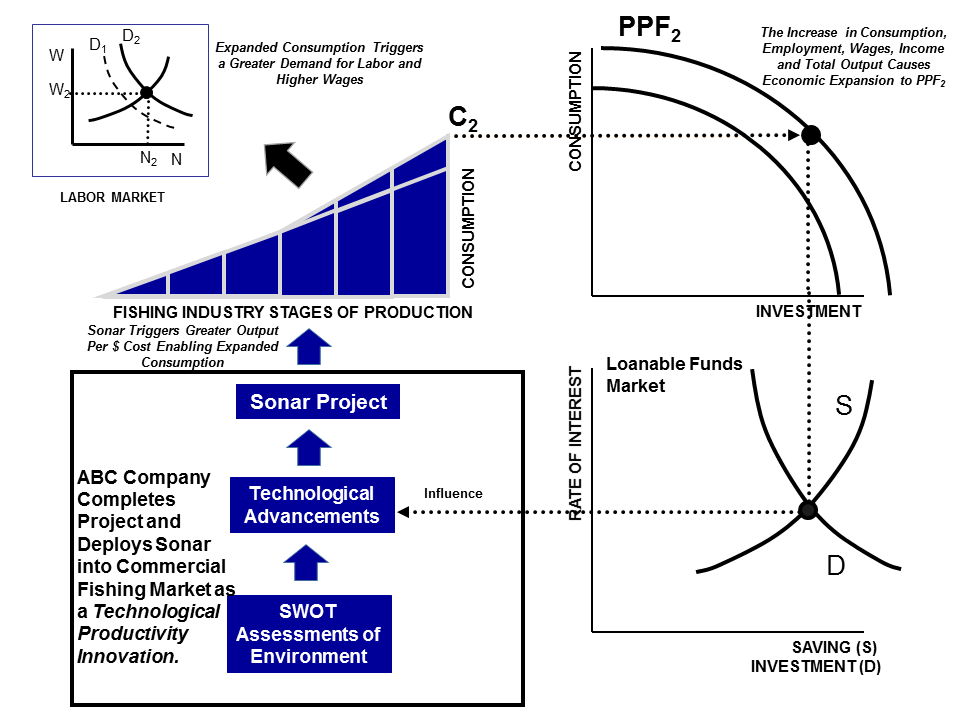 W
D1
D2
W2
N2
N
LABOR MARKET
Expanded Consumption Triggers
a Greater Demand for Labor and
Higher Wages
C2
CONSUMPTION
FISHING INDUSTRY STAGES OF PRODUCTION
Sonar Triggers Greater Output
Per $ Cost Enabling Expanded
Consumption
PPF2
The Increase in Consumption,
Employment, Wages, Income
and Total Output Causes
Economic Expansion to PPF2
CONSUMPTION
INVESTMENT
Sonar Project
Technological
Advancements
SWOT
Assessments of
Environment
ABC Company
Completes
Project and
Deploys Sonar
into Commercial
Fishing Market as
a Technological
Productivity
Innovation.
Influence
Loanable Funds
Market
RATE OF INTEREST
S
D
SAVING (S)
INVESTMENT (D)